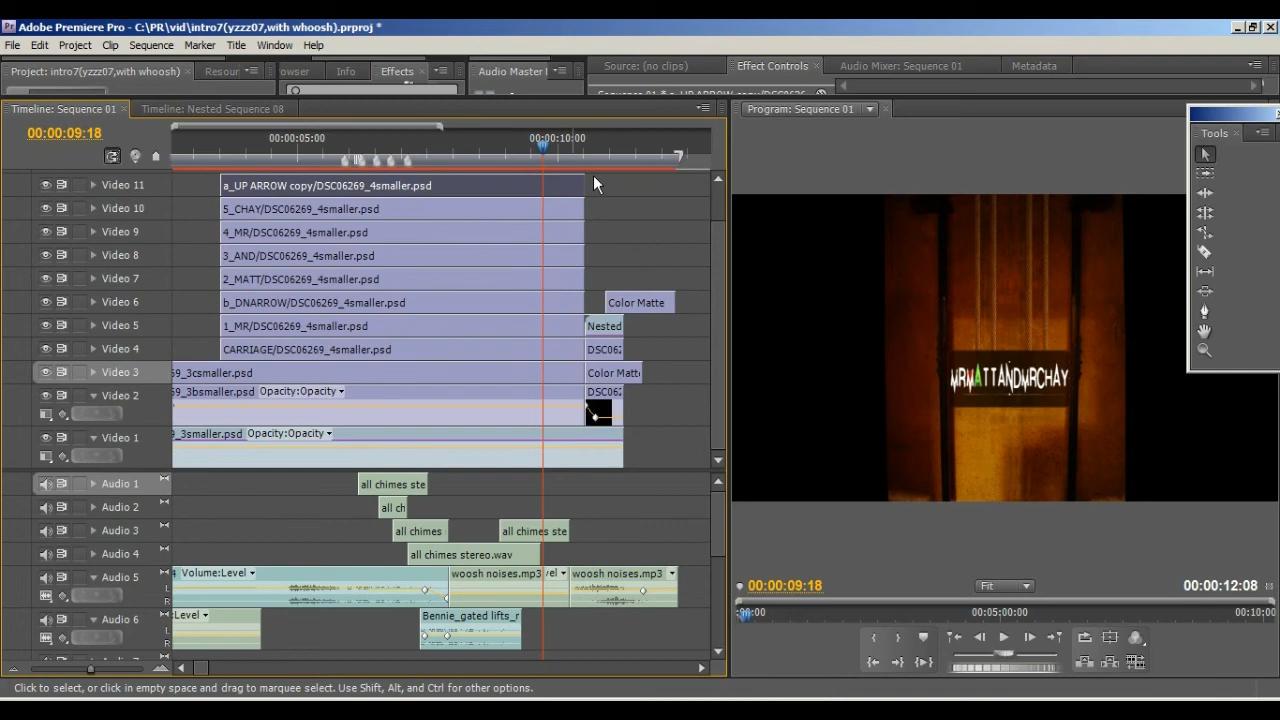 Adobe Premiere Pro - C:\PR\vid\intro7(yzzz07,with whoosh).prproj *
File Edit Project Clip Sequence Marker Title Window Help
Project: intro7(yzzz07,with whoosh) × Resour owser Info Effects × Audio Master Source: (no clips) Effect Controls × Audio Mixer: Sequence 01 Metadata
Timeline: Sequence 01 × Timeline: Nested Sequence 08 Program: Sequence 01 ×
00:00:09:18 00:00:05:00 00:00:10:00 Tools ×
Video 11 a_UP ARROW copy/DSC06269_4smaller.psd
Video 10 5_CHAY/DSC06269_4smaller.psd
Video 9 4_MR/DSC06269_4smaller.psd
Video 8 3_AND/DSC06269_4smaller.psd
Video 7 2_MATT/DSC06269_4smaller.psd
Video 6 b_DNARROW/DSC06269_4smaller.psd Color Matte
Video 5 1_MR/DSC06269_4smaller.psd Nested
Video 4 CARRIAGE/DSC06269_4smaller.psd DSC062
Video 3 69_3csmaller.psd Color Matt
Video 2 69_3bsmaller.psd Opacity:Opacity DSC062
Video 1 9_3smaller.psd Opacity:Opacity
MRMATTANDMRCHAY
Audio 1 all chimes ste
Audio 2 all ch
Audio 3 all chimes all chimes ste
Audio 4 all chimes stereo.wav
Audio 5 Volume:Level woosh noises.mp3 vel woosh noises.mp3
L
R
Audio 6 :Level Bennie_gated lifts_r
L
R
00:00:09:18 Fit 00:00:12:08
00:00 00:05:00:00 00:10:00
Click to select, or click in empty space and drag to marquee select. Use Shift, Alt, and Ctrl for other options.